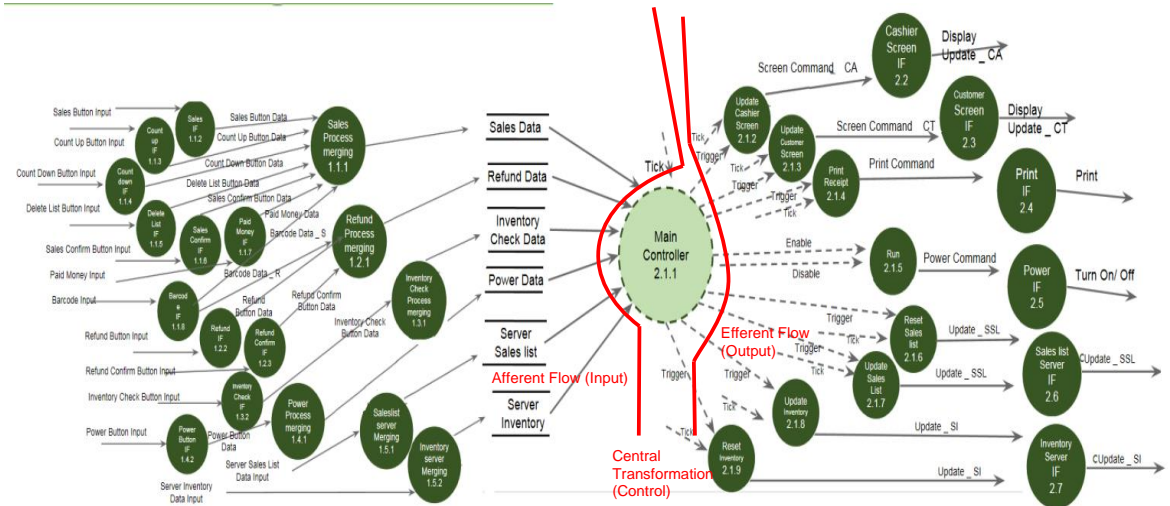 Sales Button Input
Count Up Button Input
Count Down Button Input
Delete List Button Input
Sales Confirm Button Input
Paid Money Input
Barcode Input
Refund Button Input
Refund Confirm Button Input
Inventory Check Button Input
Power Button Input
Server Sales List
Data Input
Server Inventory
Data Input
Sales
IF
1.1.2
Count
up
IF
1.1.3
Count
down
IF
1.1.4
Delete
List
IF
1.1.5
Sales
Confirm
IF
1.1.6
Paid
Money
IF
1.1.7
Barcod
e
IF
1.1.8
Refund
IF
1.2.2
Refund
Confirm
IF
1.2.3
Inventory
Check IF
1.3.2
Power
Button
IF
1.4.2
Sales Button Data
Count Up Button Data
Count Down Button Data
Delete List Button Data
Sales Confirm Button Data
Paid Money Data
Barcode Data _ S
Barcode Data _ R
Refund
Button Data
Refund Confirm
Button Data
Inventory Check
Button Data
Power Button
Data
Sales
Process
merging
1.1.1
Refund
Process
merging
1.2.1
Inventory
Check
Process
merging
1.3.1
Power
Process
merging
1.4.1
Saleslist
server
Merging
1.5.1
Inventory
server
Merging
1.5.2
Sales Data
Refund Data
Inventory
Check Data
Power Data
Server
Sales list
Afferent Flow (Input)
Server
Inventory
Tick
Main
Controller
2.1.1
Central
Transformation
(Control)
Efferent Flow
(Output)
Tick
Trigger
Tick
Trigger
Tick
Trigger
Enable
Disable
Trigger
Trigger
Tick
Trigger
Tick
Trigger
Tick
Update
Cashier
Screen
2.1.2
Update
Customer
Screen
2.1.3
Print
Receipt
2.1.4
Run
2.1.5
Reset
Sales
list
2.1.6
Update
Sales
List
2.1.7
Update
Inventory
2.1.8
Reset
Inventory
2.1.9
Screen Command _ CA
Screen Command _ CT
Print Command
Power Command
Update _ SSL
Update _ SSL
Update _ SI
Update _ SI
Cashier
Screen
IF
2.2
Customer
Screen
IF
2.3
Print
IF
2.4
Power
IF
2.5
Sales list
Server
IF
2.6
Inventory
Server
IF
2.7
Display
Update _ CA
Display
Update _ CT
Print
Turn On/ Off
CUpdate _ SSL
CUpdate _ SI